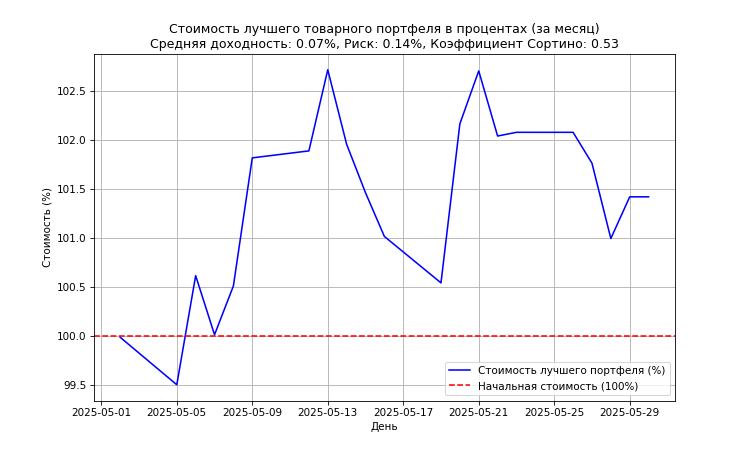 Стоимость лучшего товарного портфеля в процентах (за месяц)
Средняя доходность: 0.07%, Риск: 0.14%, Коэффициент Сортино: 0.53
Стоимость (%)
102.5
102.0
101.5
101.0
100.5
100.0
99.5
Стоимость лучшего портфеля (%)
Начальная стоимость (100%)
2025-05-01 2025-05-05 2025-05-09 2025-05-13 2025-05-17 2025-05-21 2025-05-25 2025-05-29
День